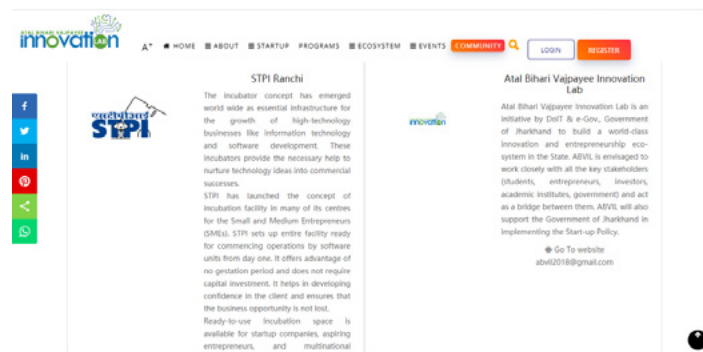 ATAL BIHARI VAJPAYEE
innovation LAB
A+ HOME ABOUT STARTUP PROGRAMS ECOSYSTEM EVENTS COMMUNITY LOGIN REGISTER
STPI Ranchi
The incubator concept has emerged
world wide as essential infrastructure for
the growth of high-technology
businesses like information technology
and software development. These
incubators provide the necessary help to
nurture technology ideas into commercial
successes.
STPI has launched the concept of
incubation facility in many of its centres
for the Small and Medium Entrepreneurs
(SMEs). STPI sets up entire facility ready
for commencing operations by software
units from day one. It offers advantage of
no gestation period and does not require
capital investment. It helps in developing
confidence in the client and ensures that
the business opportunity is not lost.
Ready-to-use incubation space is
available for startup companies, aspiring
entrepreneurs, and multinational
STPI
innovation
Atal Bihari Vajpayee Innovation
Lab
Atal Bihari Vajpayee Innovation Lab is an
initiative by DoIT & e-Gov., Government
of Jharkhand to build a world-class
innovation and entrepreneurship eco-
system in the State. ABVIL is envisaged to
work closely with all the key stakeholders
(students, entrepreneurs, investors,
academic institutes, government) and act
as a bridge between them. ABVIL will also
support the Government of Jharkhand in
implementing the Start-up Policy.
Go To website
abvil2018@gmail.com